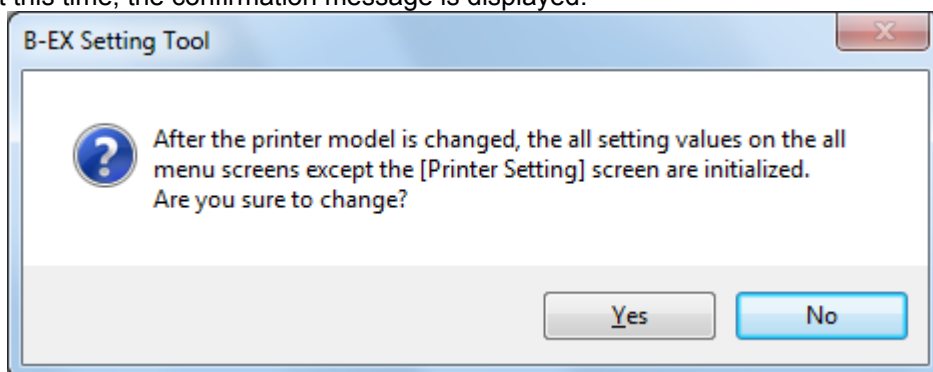 t this time, the confirmation message is displayed.
B-EX Setting Tool
After the printer model is changed, the all setting values on the all
menu screens except the [Printer Setting] screen are initialized.
Are you sure to change?
Yes
No